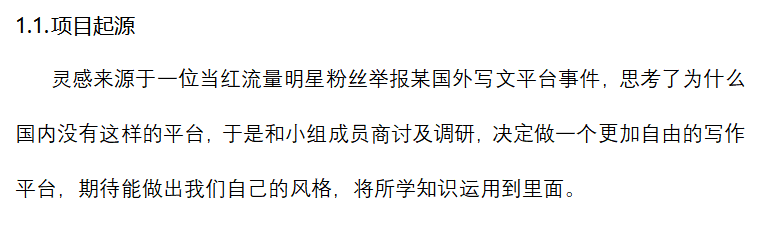 1.1.项目起源
灵感来源于一位当红流量明星粉丝举报某国外写文平台事件，思考了为什么
国内没有这样的平台，于是和小组成员商讨及调研，决定做一个更加自由的写作
平台，期待能做出我们自己的风格，将所学知识运用到里面。